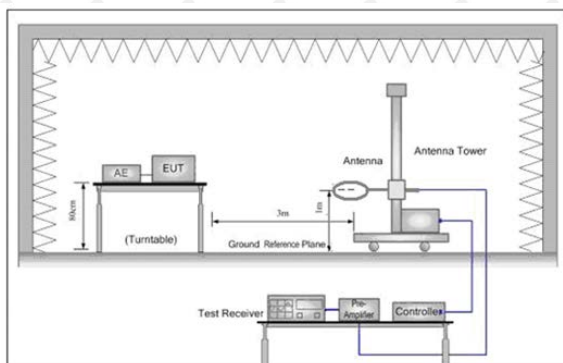 AE
EUT
80cm
(Turntable)
3m
Ground Reference Plane
Antenna
1m
Antenna Tower
Test Receiver
Pre-
Amplifier
Controller